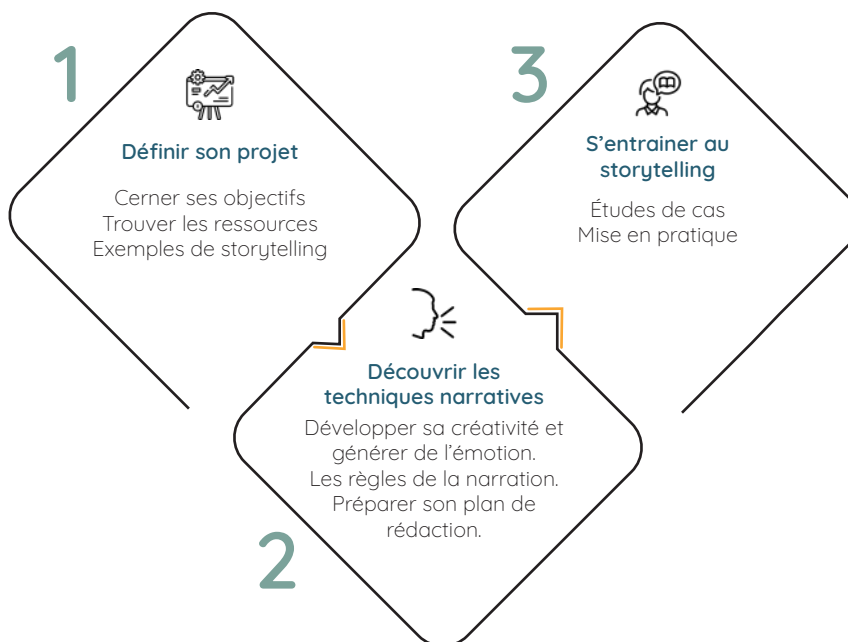 1
Définir son projet
Cerner ses objectifs
Trouver les ressources
Exemples de storytelling
2
Découvrir les
techniques narratives
Développer sa créativité et
générer de l’émotion.
Les règles de la narration.
Préparer son plan de
rédaction.
3
S’entrainer au
storytelling
Études de cas
Mise en pratique